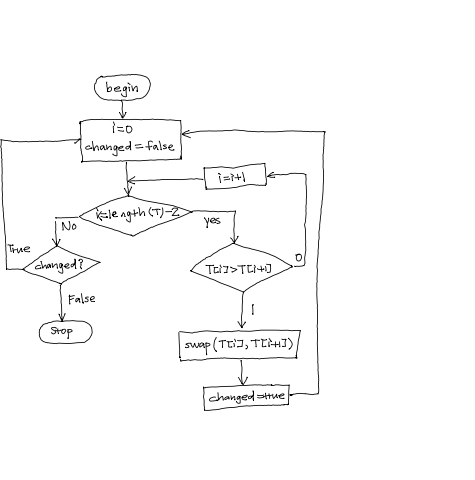 begin
i=0
changed=false
i=i+1
i<=length(T)-2
No
yes
True
changed?
T[i]>T[i+1]
0
False
1
stop
swap(T[i],T[i+1])
changed=true